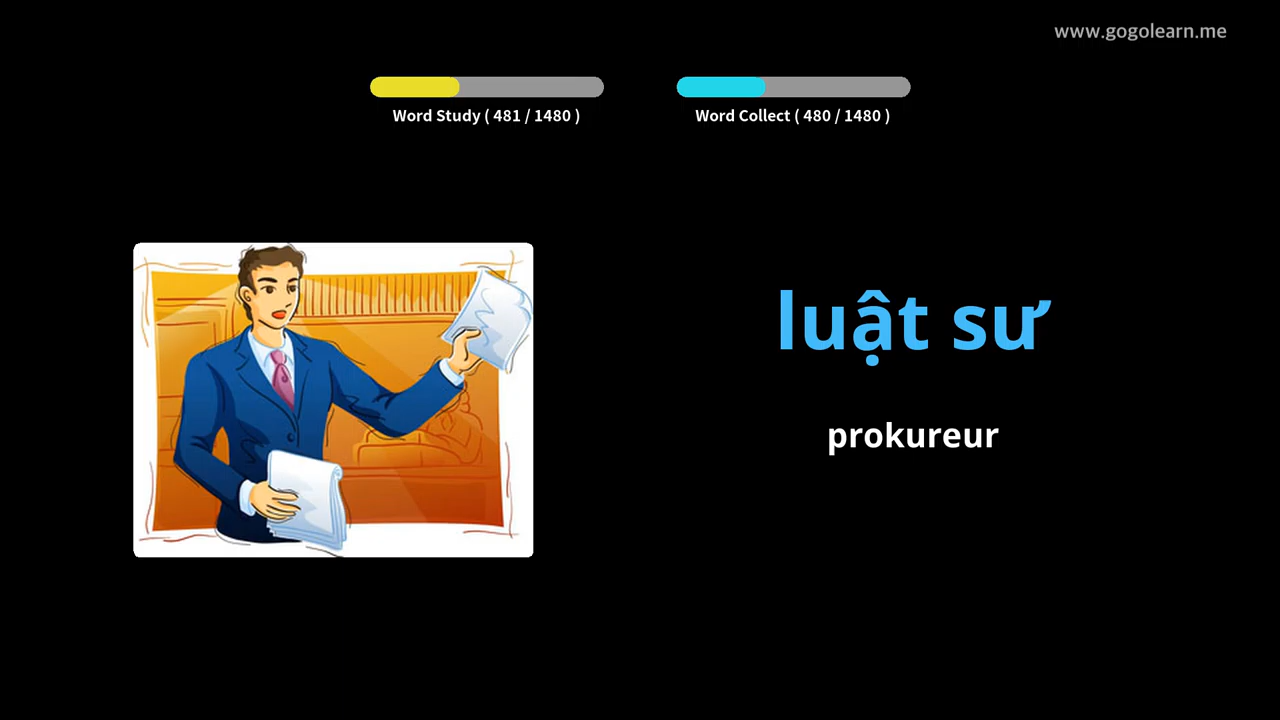 www.gogolearn.me
Word Study ( 481 / 1480 )
Word Collect ( 480 / 1480 )
luật sư
prokureur